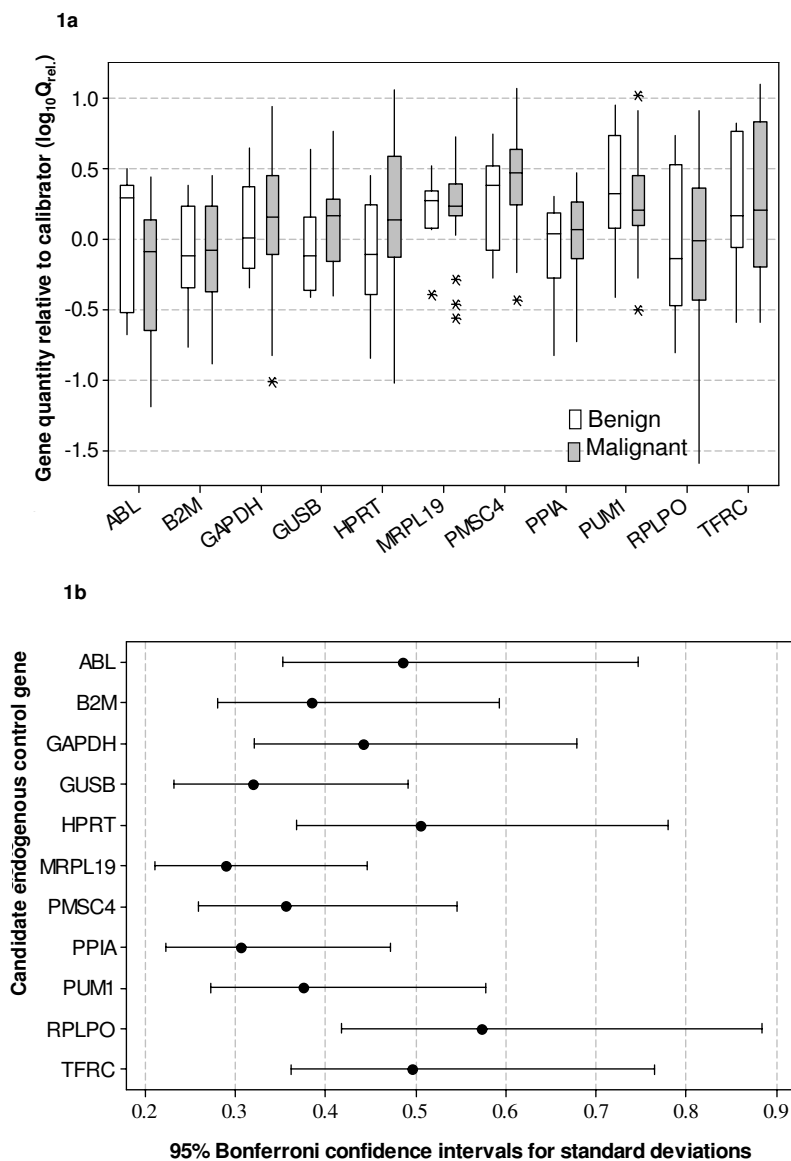 1a
Gene quantity relative to calibrator (log10Qrel.)
1.0
0.5
0.0
-0.5
-1.0
-1.5
Benign
Malignant
ABL
B2M
GAPDH
GUSB
HPRT
MRPL19
PMSC4
PPIA
PUM1
RPLPO
TFRC
1b
Candidate endogenous control gene
ABL
B2M
GAPDH
GUSB
HPRT
MRPL19
PMSC4
PPIA
PUM1
RPLPO
TFRC
0.2 0.3 0.4 0.5 0.6 0.7 0.8 0.9
95% Bonferroni confidence intervals for standard deviations